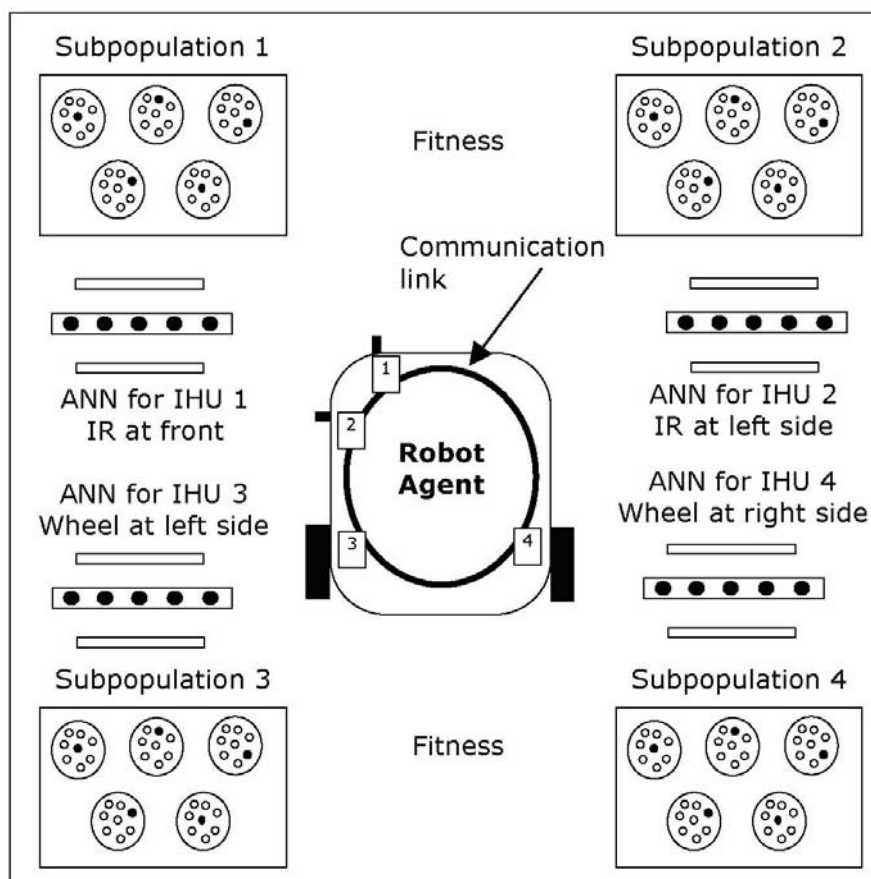 Subpopulation 1
Subpopulation 2
Fitness
Communication
link
ANN for IHU 1
IR at front
ANN for IHU 2
IR at left side
1
2
Robot
Agent
ANN for IHU 3
Wheel at left side
ANN for IHU 4
Wheel at right side
3
4
Subpopulation 3
Subpopulation 4
Fitness